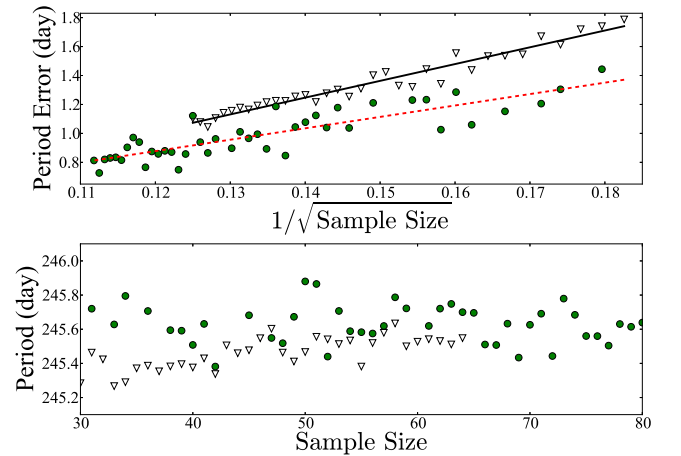 Period Error (day)
1.8
1.6
1.4
1.2
1.0
0.8
0.11 0.12 0.13 0.14 0.15 0.16 0.17 0.18
1/√Sample Size
Period (day)
246.0
245.8
245.6
245.4
245.2
30 40 50 60 70 80
Sample Size